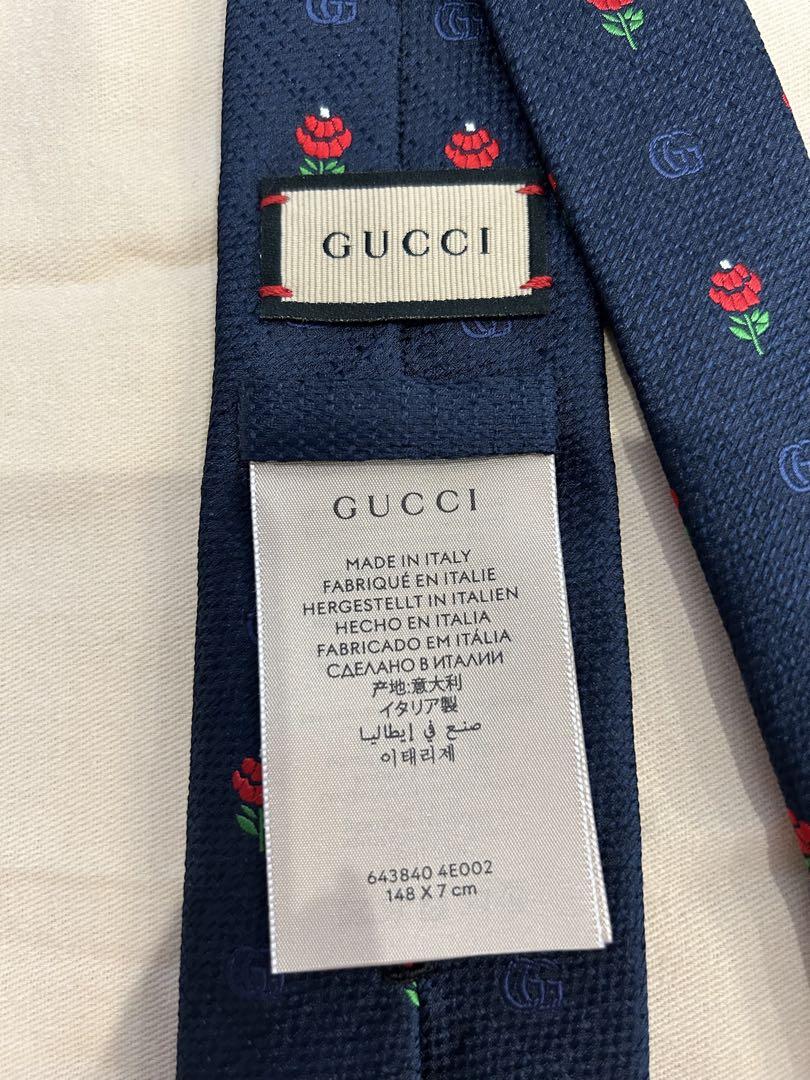 GUCCI
GUCCI
MADE IN ITALY
FABRIQUÉ EN ITALIE
HERGESTELLT IN ITALIEN
HECHO EN ITALIA
FABRICADO EM ITÁLIA
СДЕЛАНО В ИТАЛИИ
产地:意大利
イタリア製
صنع في إيطاليا
이태리제
643840 4E002
148 X 7 cm